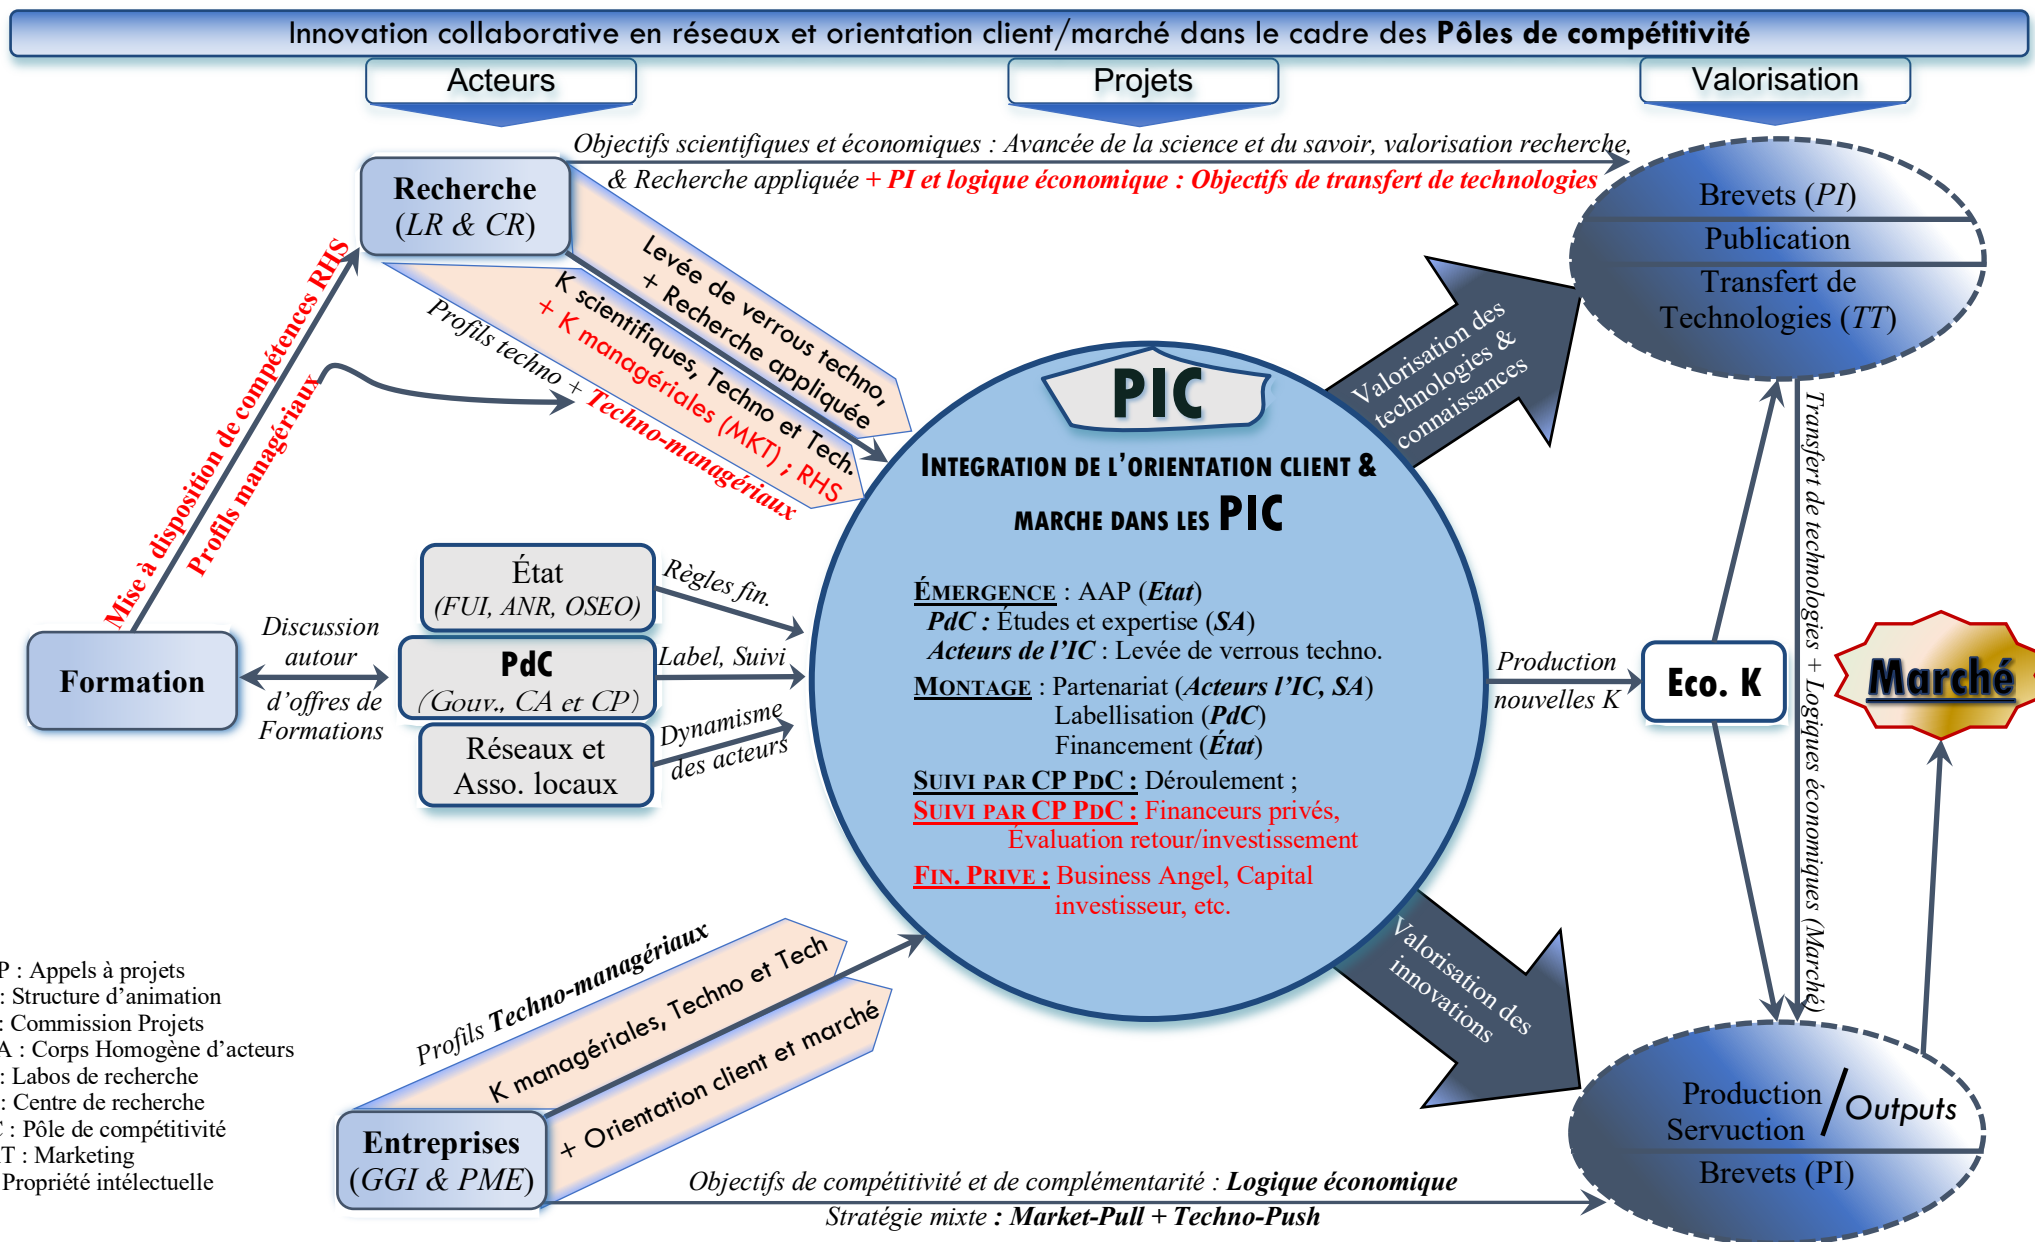 Innovation collaborative en réseaux et orientation client/marché dans le cadre des Pôles de compétitivité
Acteurs
Projets
Valorisation
Objectifs scientifiques et économiques : Avancée de la science et du savoir, valorisation recherche,
& Recherche appliquée + PI et logique économique : Objectifs de transfert de technologies
Recherche
(LR & CR)
Levée de verrous techno,
+ Recherche appliquée
K scientifiques, Techno et Tech.
+ K managériales (MKT) ; RHS
Profils techno + Techno-managériaux
Mise à disposition de compétences RHS
Profils managériaux
Brevets (PI)
Publication
Transfert de
Technologies (TT)
Valorisation des
technologies &
connaissances
PIC
INTEGRATION DE L'ORIENTATION CLIENT &
MARCHE DANS LES PIC
ÉMERGENCE : AAP (Etat)
PdC : Études et expertise (SA)
Acteurs de l'IC : Levée de verrous techno.
MONTAGE : Partenariat (Acteurs l'IC, SA)
Labellisation (PdC)
Financement (État)
SUIVI PAR CP PDC : Déroulement ;
SUIVI PAR CP PDC : Financeurs privés,
Évaluation retour/investissement
FIN. PRIVE : Business Angel, Capital
investisseur, etc.
État
(FUI, ANR, OSEO)
Règles fin.
Formation
Discussion
autour
d'offres de
Formations
PdC
(Gouv., CA et CP)
Label, Suivi
Réseaux et
Asso. locaux
Dynamisme
des acteurs
Production
nouvelles K
Eco. K
Transfert de technologies + Logiques économiques (Marché)
Marché
Valorisation des
innovations
Profils Techno-managériaux
K managériales, Techno et Tech
+ Orientation client et marché
Entreprises
(GGI & PME)
Objectifs de compétitivité et de complémentarité : Logique économique
Stratégie mixte : Market-Pull + Techno-Push
Production
Servuction
/ Outputs
Brevets (PI)
P : Appels à projets
: Structure d'animation
: Commission Projets
A : Corps Homogène d'acteurs
: Labos de recherche
: Centre de recherche
C : Pôle de compétitivité
T : Marketing
Propriété intélectuelle